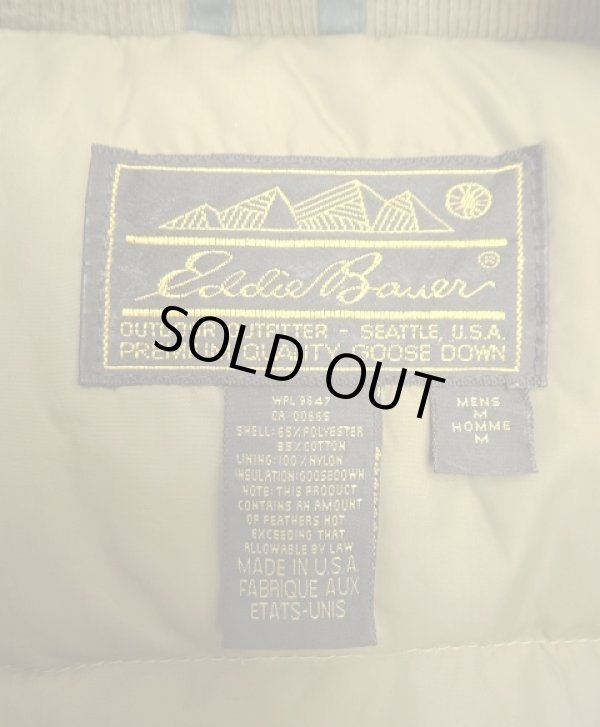 Eddie Bauer ®
OUTDOOR OUTFITTER - SEATTLE, U.S.A.
PREMIUM QUALITY GOOSE DOWN
SOLD OUT
WPL 9647
CA 00666
SHELL: 65% POLYESTER
35% COTTON
LINING: 100% NYLON
INSULATION: GOOSEDOWN
NOTE: THIS PRODUCT
CONTAINS AN AMOUNT
OF FEATHERS NOT
EXCEEDING THAT
ALLOWABLE BY LAW
MADE IN U.S.A.
FABRIQUE AUX
ETATS-UNIS
MENS
M
HOMME
M